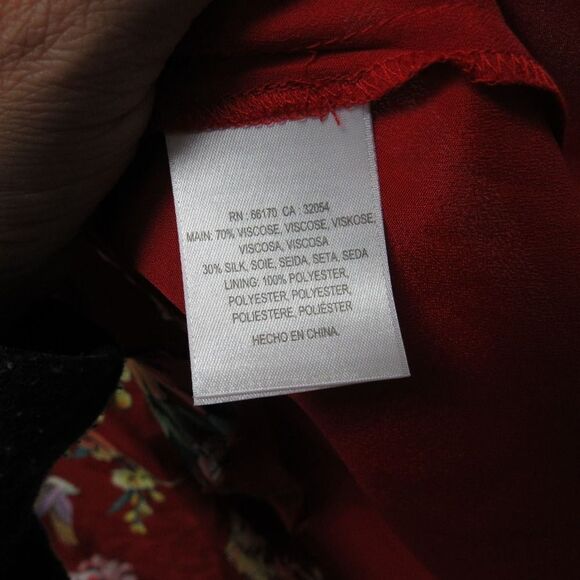 RN : 66170 CA : 32054
MAIN: 70% VISCOSE, VISCOSE, VISKOSE,
VISCOSA, VISCOSA
30% SILK, SOIE, SEIDA, SETA, SEDA
LINING: 100% POLYESTER,
POLYESTER, POLYESTER,
POLIESTERE, POLIÉSTER
HECHO EN CHINA.